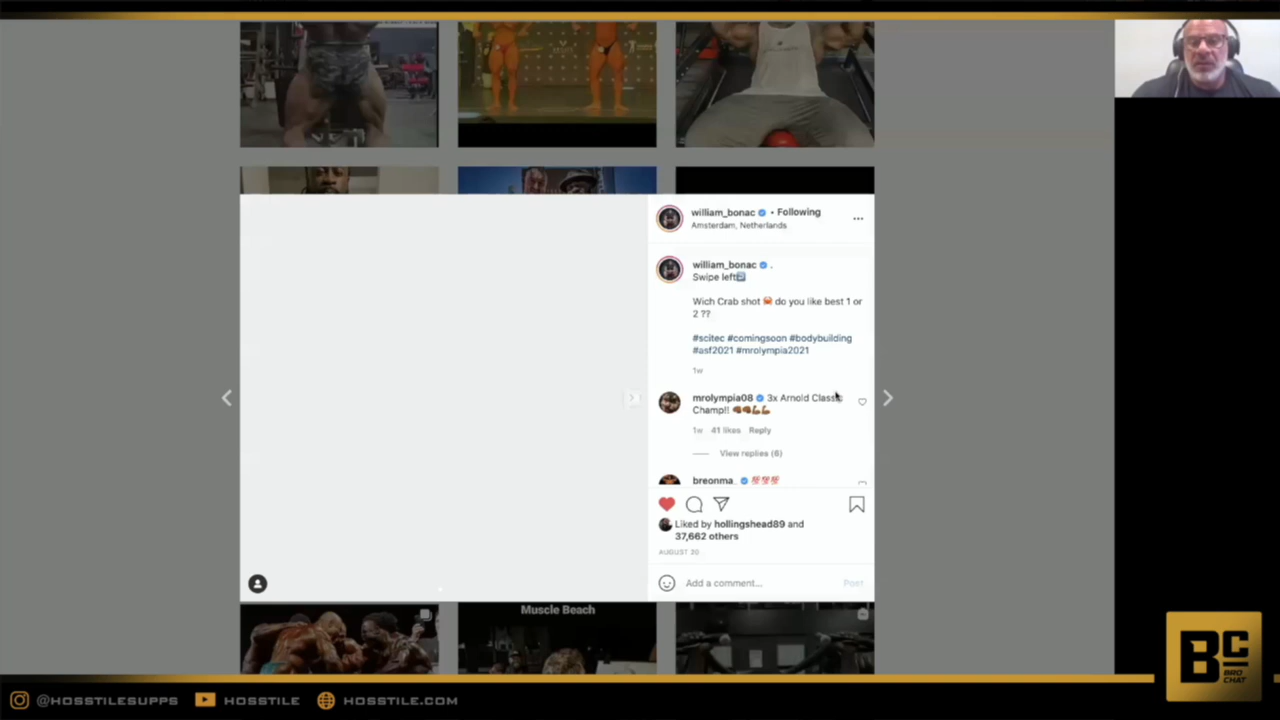 william_bonac • Following
Amsterdam, Netherlands
william_bonac .
Swipe left
Wich Crab shot 🦀 do you like best 1 or
2 ??
#scitec #comingsoon #bodybuilding
#asf2021 #mrolympia2021
1w
mrolympia08 3x Arnold Classic
Champ!! 👊🏾👊🏾💪🏾💪🏾
1w 41 likes Reply
View replies (6)
breonma_ 💯💯💯
Liked by hollingshead89 and
37,662 others
AUGUST 20
Add a comment... Post
Muscle Beach
BC
BRO
CHAT
@HOSSTILESUPPS HOSSTILE HOSSTILE.COM